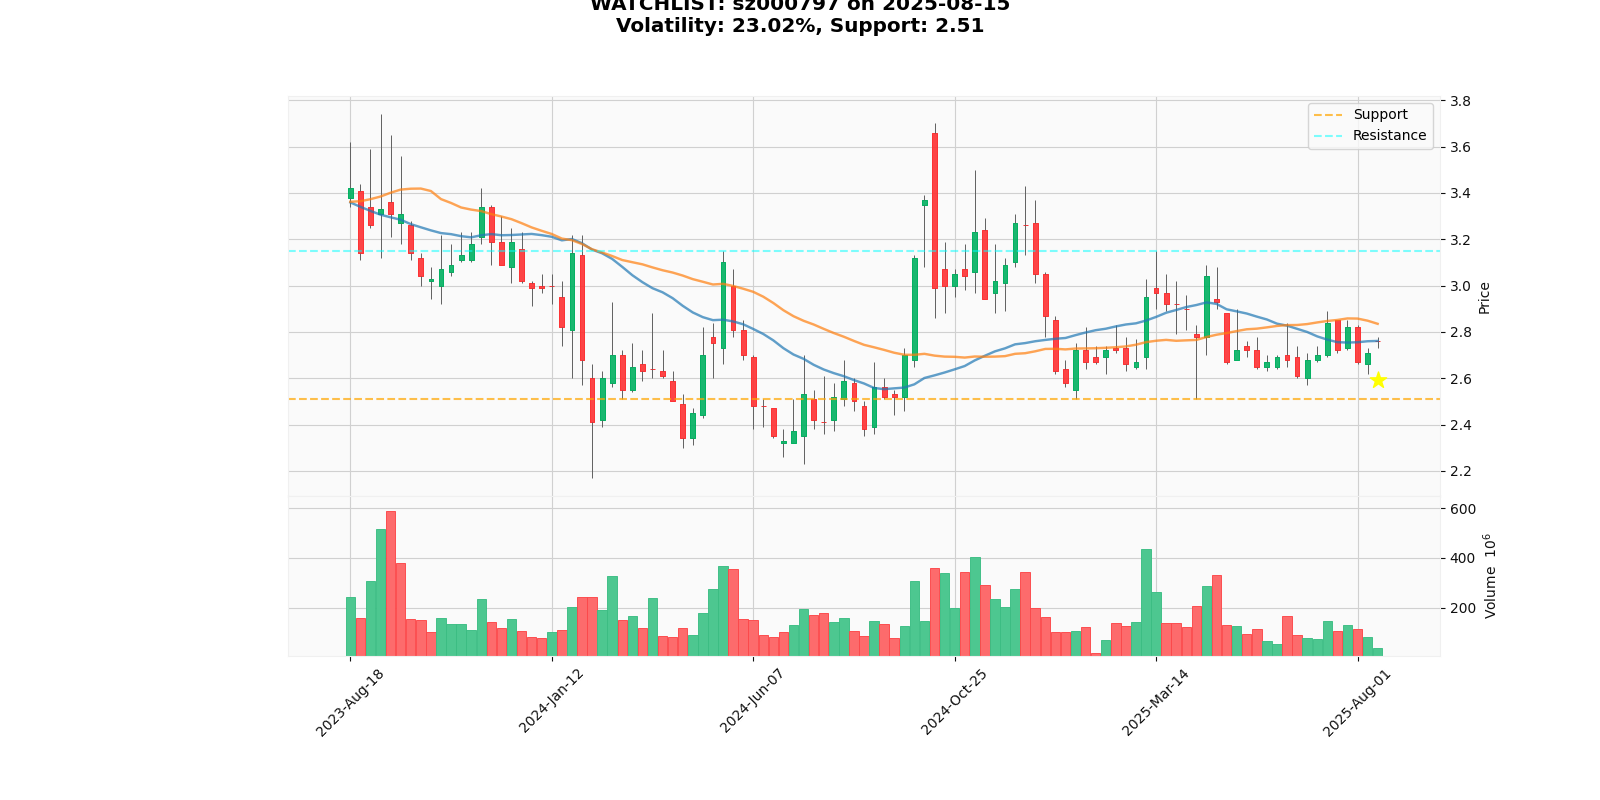 WATCHLIST: sz000797 on 2025-08-15
Volatility: 23.02%, Support: 2.51
Support
Resistance
3.8
3.6
3.4
3.2
3.0
2.8
2.6
2.4
2.2
Price
600
400
200
Volume 10^6
2023-Aug-18
2024-Jan-12
2024-Jun-07
2024-Oct-25
2025-Mar-14
2025-Aug-01